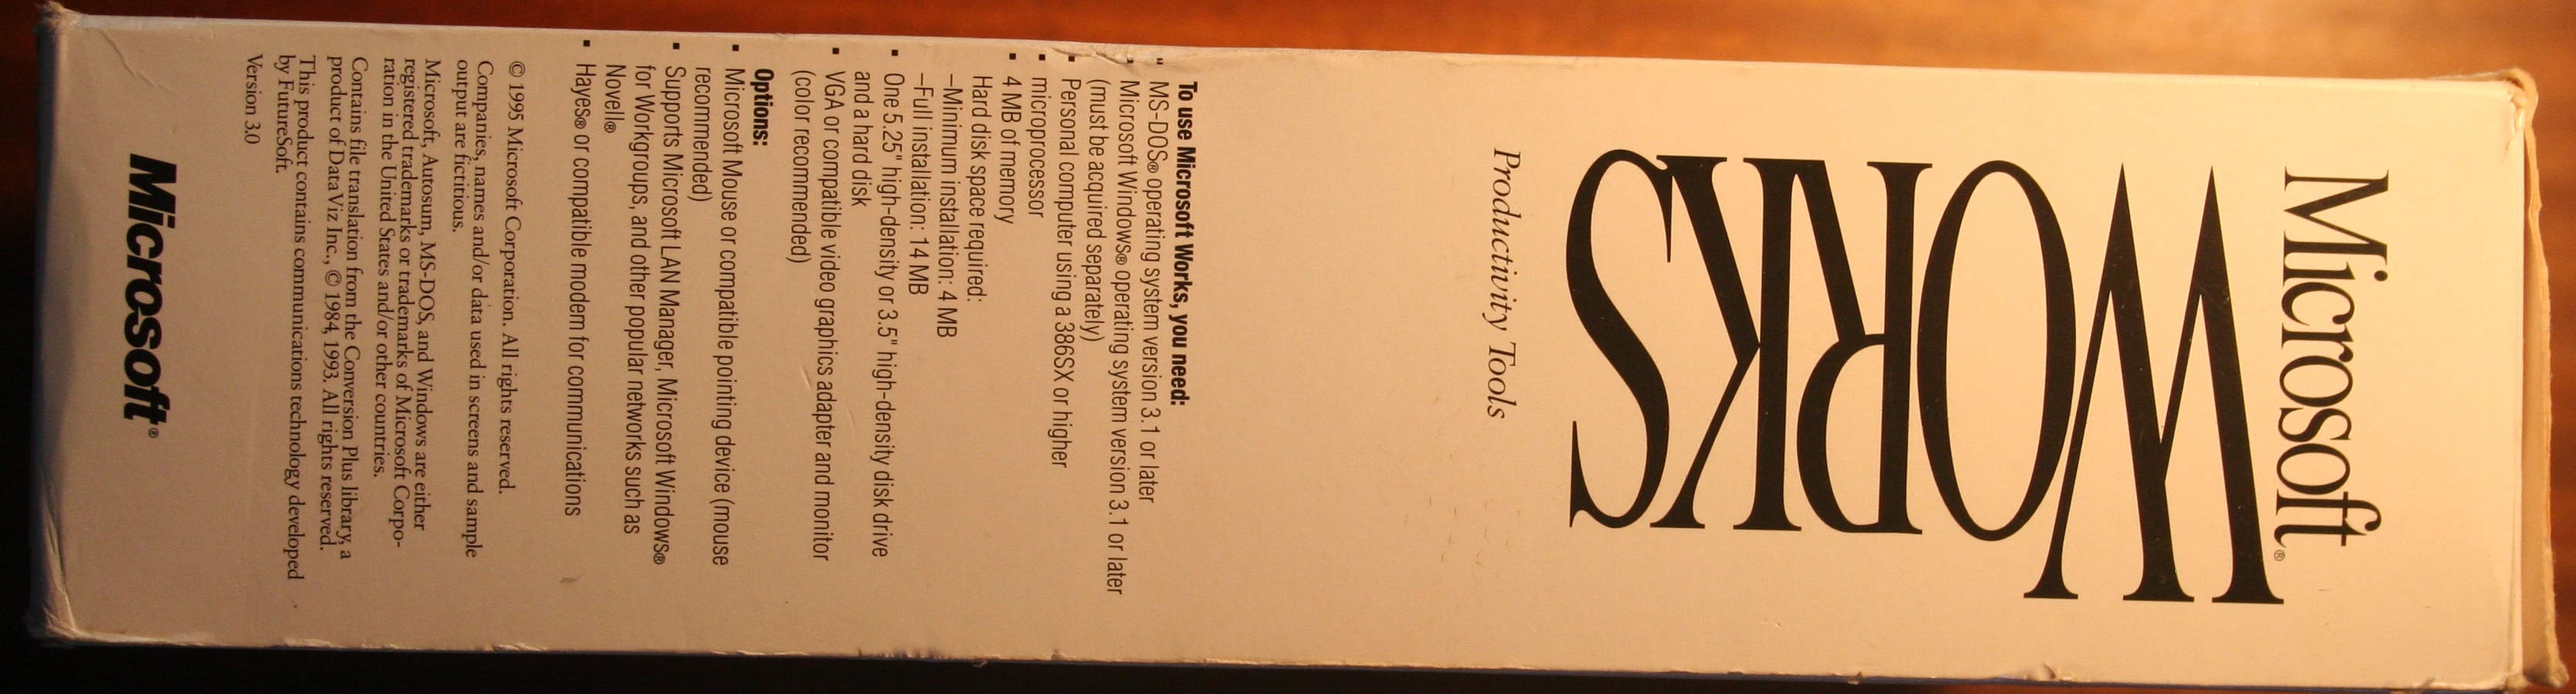 Microsoft®
WORKS
Productivity Tools
To use Microsoft Works, you need:
▪ MS-DOS® operating system version 3.1 or later
▪ Microsoft Windows® operating system version 3.1 or later
(must be acquired separately)
▪ Personal computer using a 386SX or higher
▪ microprocessor
▪ 4 MB of memory
Hard disk space required:
–Minimum installation: 4 MB
–Full installation: 14 MB
▪ One 5.25" high-density or 3.5" high-density disk drive
and a hard disk
▪ VGA or compatible video graphics adapter and monitor
(color recommended)
Options:
▪ Microsoft Mouse or compatible pointing device (mouse
recommended)
▪ Supports Microsoft LAN Manager, Microsoft Windows®
for Workgroups, and other popular networks such as
Novell®
▪ Hayes® or compatible modem for communications
© 1995 Microsoft Corporation. All rights reserved.
Companies, names and/or data used in screens and sample
output are fictitious.
Microsoft, Autosum, MS-DOS, and Windows are either
registered trademarks or trademarks of Microsoft Corpo-
ration in the United States and/or other countries.
Contains file translation from the Conversion Plus library, a
product of DataViz Inc., © 1984, 1993. All rights reserved.
This product contains communications technology developed
by FutureSoft.
Version 3.0
Microsoft®